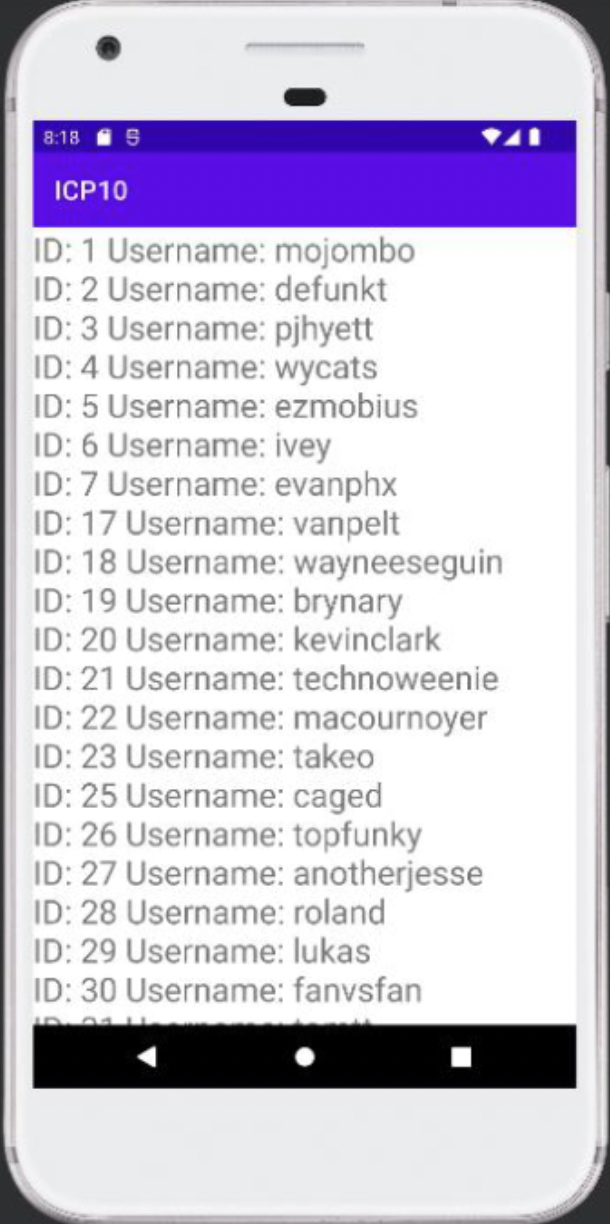 8:18
ICP10
ID: 1 Username: mojombo
ID: 2 Username: defunkt
ID: 3 Username: pjhyett
ID: 4 Username: wycats
ID: 5 Username: ezmobius
ID: 6 Username: ivey
ID: 7 Username: evanphx
ID: 17 Username: vanpelt
ID: 18 Username: wayneeseguin
ID: 19 Username: brynary
ID: 20 Username: kevinclark
ID: 21 Username: technoweenie
ID: 22 Username: macournoyer
ID: 23 Username: takeo
ID: 25 Username: caged
ID: 26 Username: topfunky
ID: 27 Username: anotherjesse
ID: 28 Username: roland
ID: 29 Username: lukas
ID: 30 Username: fanvsfan